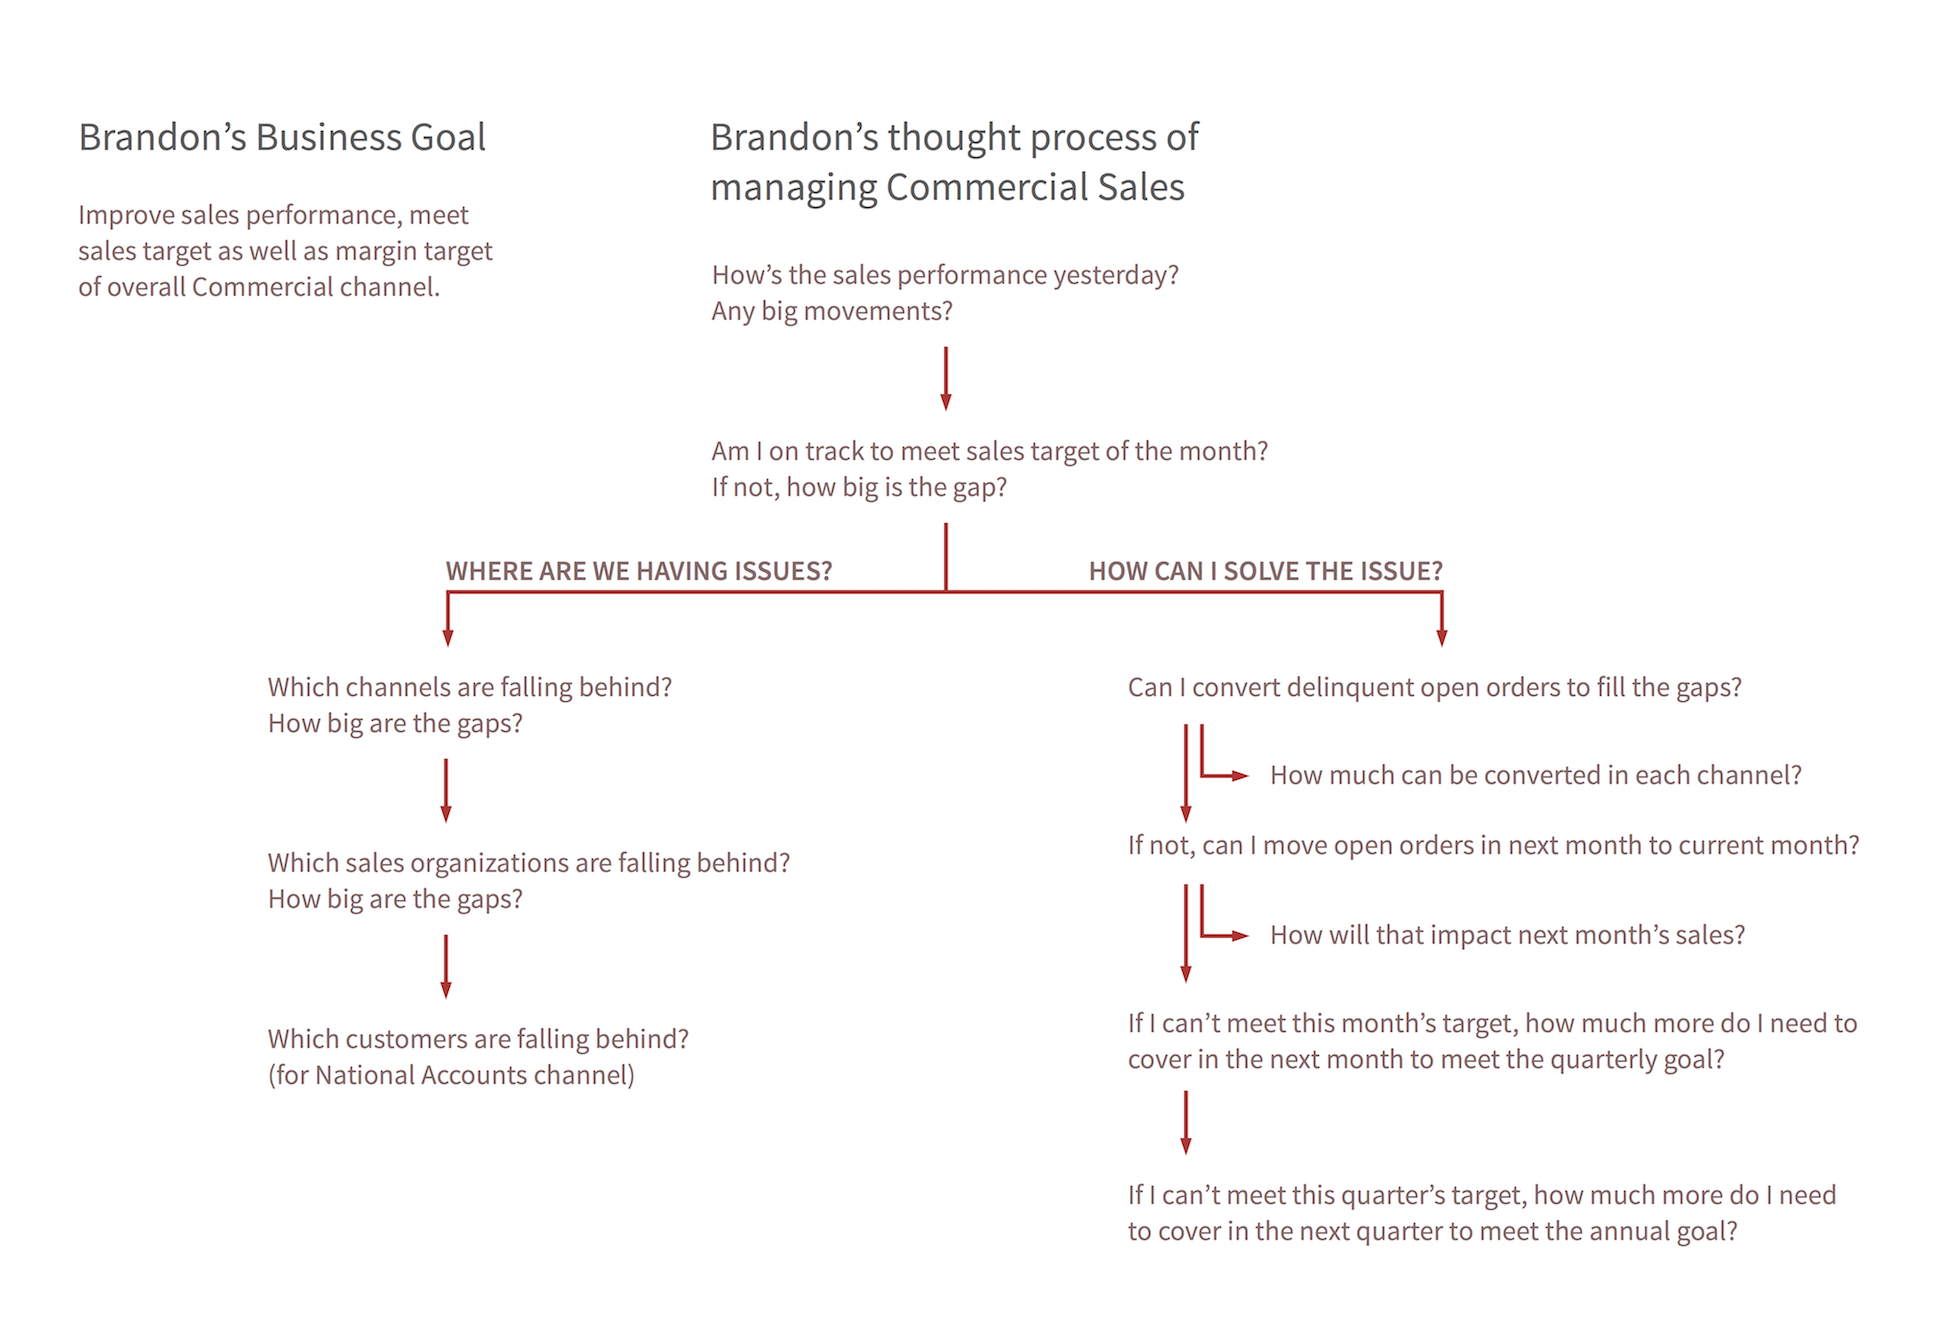 Brandon’s Business Goal
Improve sales performance, meet
sales target as well as margin target
of overall Commercial channel.
Brandon’s thought process of
managing Commercial Sales
How’s the sales performance yesterday?
Any big movements?
Am I on track to meet sales target of the month?
If not, how big is the gap?
WHERE ARE WE HAVING ISSUES?
Which channels are falling behind?
How big are the gaps?
Which sales organizations are falling behind?
How big are the gaps?
Which customers are falling behind?
(for National Accounts channel)
HOW CAN I SOLVE THE ISSUE?
Can I convert delinquent open orders to fill the gaps?
How much can be converted in each channel?
If not, can I move open orders in next month to current month?
How will that impact next month’s sales?
If I can’t meet this month’s target, how much more do I need to
cover in the next month to meet the quarterly goal?
If I can’t meet this quarter’s target, how much more do I need
to cover in the next quarter to meet the annual goal?